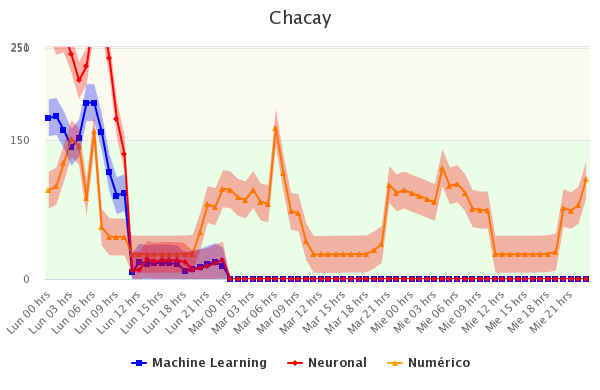 Chacay
250
150
0
Lun 00 hrs
Lun 03 hrs
Lun 06 hrs
Lun 09 hrs
Lun 12 hrs
Lun 15 hrs
Lun 18 hrs
Lun 21 hrs
Mar 00 hrs
Mar 03 hrs
Mar 06 hrs
Mar 09 hrs
Mar 12 hrs
Mar 15 hrs
Mar 18 hrs
Mar 21 hrs
Mie 00 hrs
Mie 03 hrs
Mie 06 hrs
Mie 09 hrs
Mie 12 hrs
Mie 15 hrs
Mie 18 hrs
Mie 21 hrs
Machine Learning Neuronal Numérico